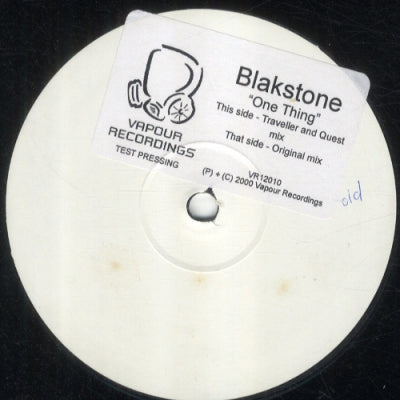 Blakstone
"One Thing"
This side - Traveller and Quest
mix
That side - Original mix
VAPOUR
RECORDINGS
TEST PRESSING
VR12010
(P) + (C) 2000 Vapour Recordings
old